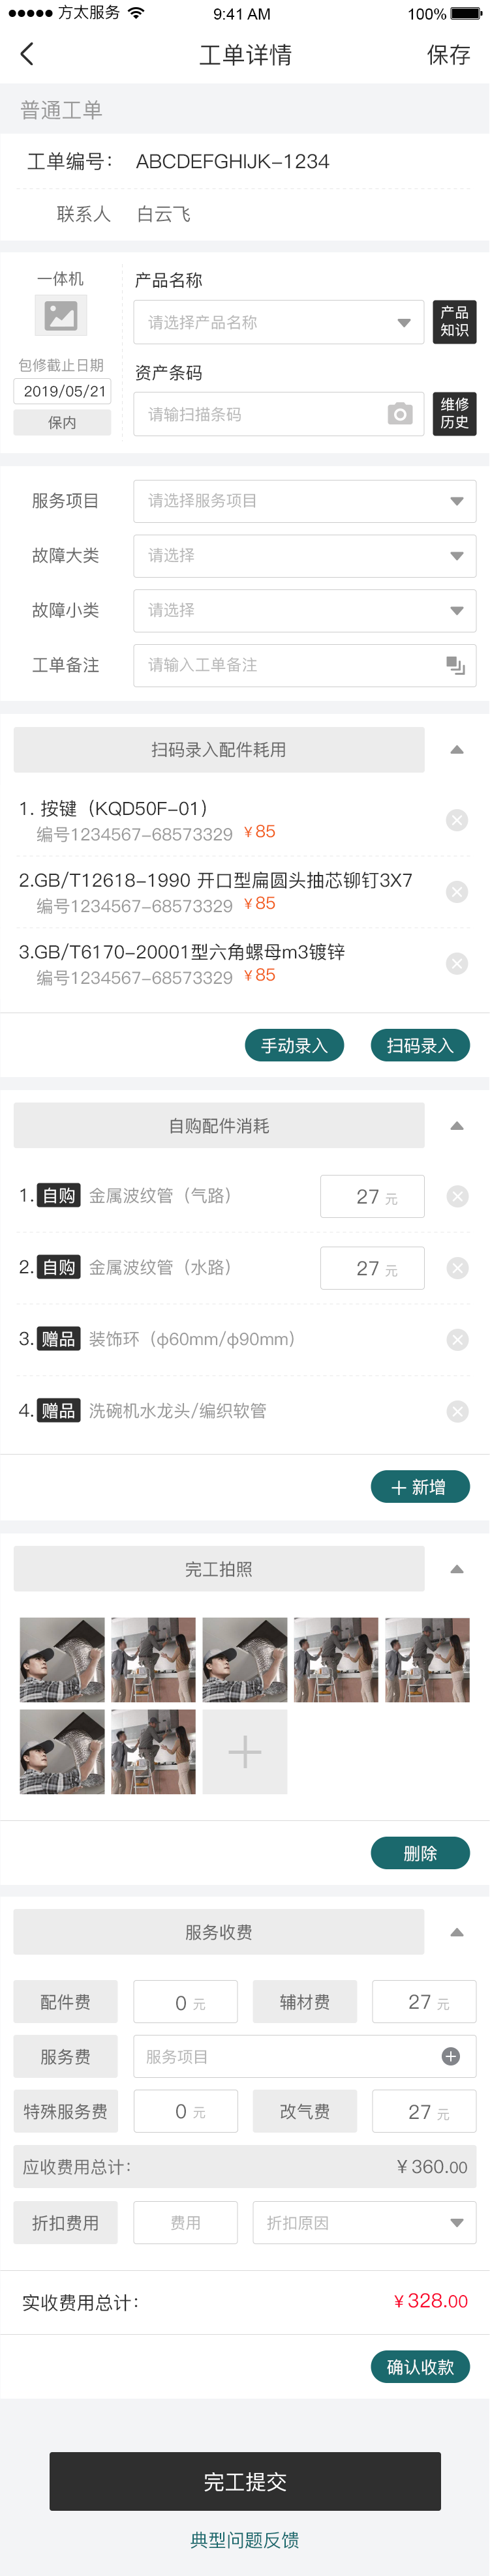 方太服务 9:41 AM 100%
工单详情 保存
普通工单
工单编号： ABCDEFGHIJK-1234
联系人 白云飞
一体机 产品名称
请选择产品名称 产品
知识
包修截止日期 资产条码
2019/05/21
请输扫描条码 维修
历史
保内
服务项目 请选择服务项目
故障大类 请选择
故障小类 请选择
工单备注 请输入工单备注
扫码录入配件耗用
1. 按键（KQD50F-01）
编号1234567-68573329 ¥85
2.GB/T12618-1990 开口型扁圆头抽芯铆钉3X7
编号1234567-68573329 ¥85
3.GB/T6170-20001型六角螺母m3镀锌
编号1234567-68573329 ¥85
手动录入 扫码录入
自购配件消耗
1. 自购 金属波纹管（气路） 27 元
2. 自购 金属波纹管（水路） 27 元
3. 赠品 装饰环（φ60mm/φ90mm）
4. 赠品 洗碗机水龙头/编织软管
新增
完工拍照
删除
服务收费
配件费 0 元 辅材费 27 元
服务费 服务项目
特殊服务费 0 元 改气费 27 元
应收费用总计： ¥360.00
折扣费用 费用 折扣原因
实收费用总计： ¥328.00
确认收款
完工提交
典型问题反馈